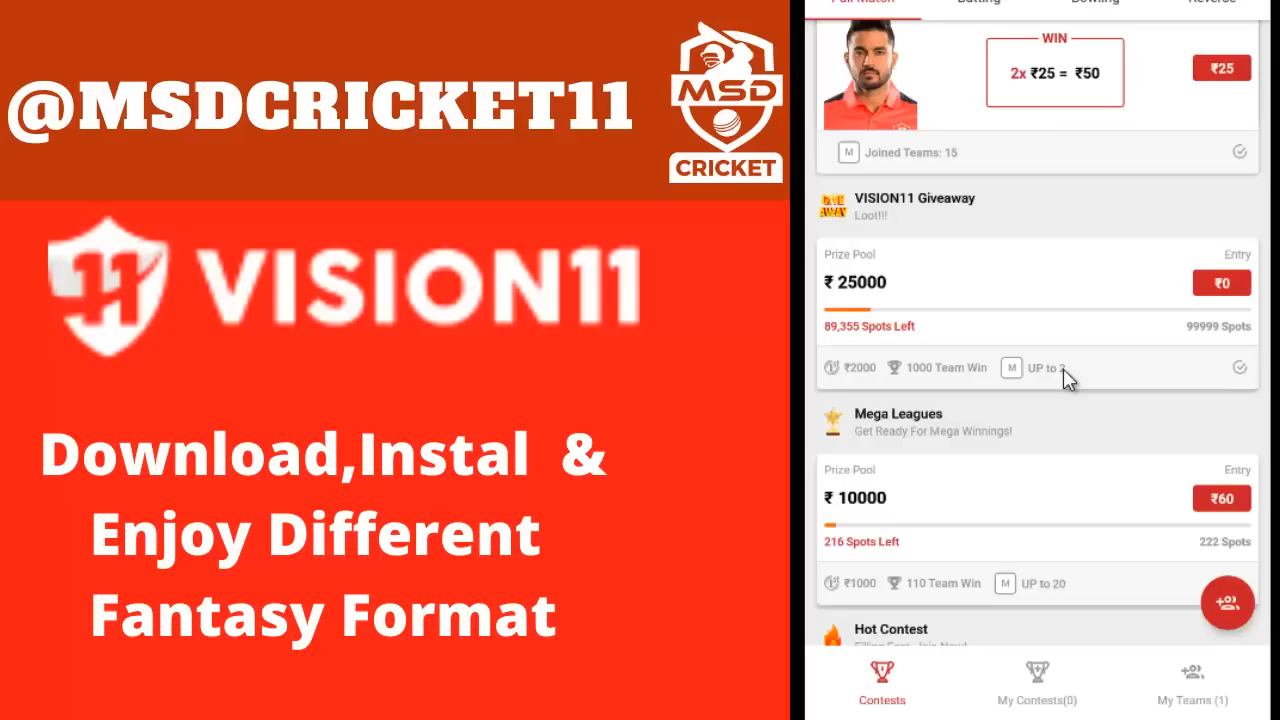 @MSDCRICKET11
MSD
CRICKET
VISION11
Download,Instal &
Enjoy Different
Fantasy Format
WIN
2x ₹25 = ₹50
₹25
M Joined Teams: 15
VISION11 Giveaway
Loot!!!
Prize Pool
Entry
₹ 25000
₹0
89,355 Spots Left
99999 Spots
₹2000
1000 Team Win
M UP to
Mega Leagues
Get Ready For Mega Winnings!
Prize Pool
Entry
₹ 10000
₹60
216 Spots Left
222 Spots
₹1000
110 Team Win
M UP to 20
Hot Contest
Contests
My Contests(0)
My Teams (1)